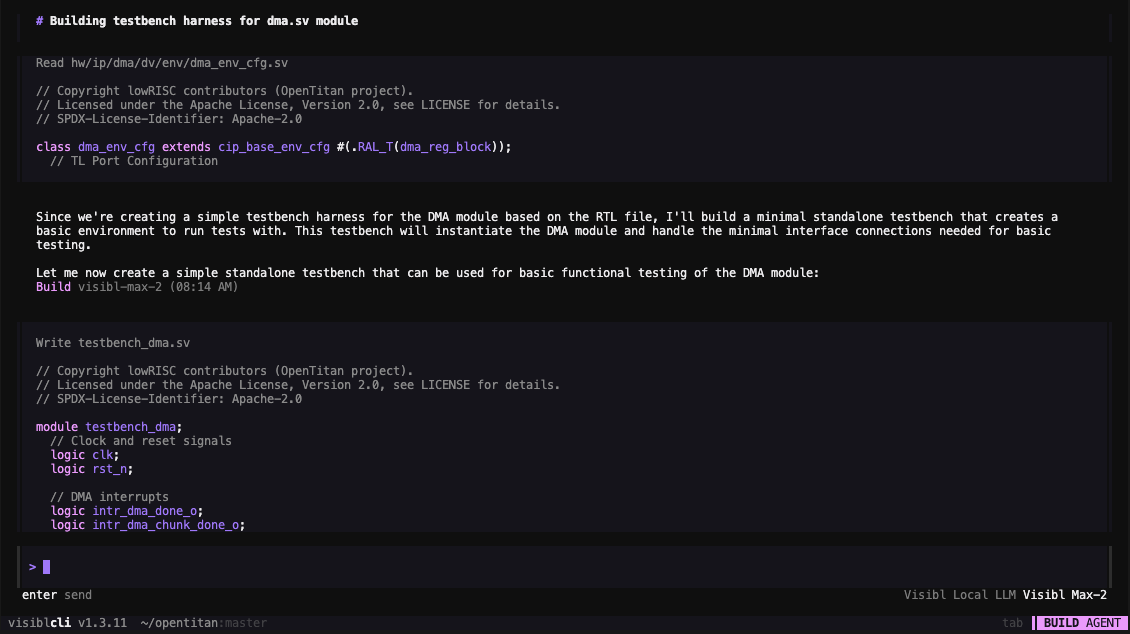 # Building testbench harness for dma.sv module
Read hw/ip/dma/dv/env/dma_env_cfg.sv
// Copyright lowRISC contributors (OpenTitan project).
// Licensed under the Apache License, Version 2.0, see LICENSE for details.
// SPDX-License-Identifier: Apache-2.0
class dma_env_cfg extends cip_base_env_cfg #(.RAL_T(dma_reg_block));
// TL Port Configuration
Since we're creating a simple testbench harness for the DMA module based on the RTL file, I'll build a minimal standalone testbench that creates a
basic environment to run tests with. This testbench will instantiate the DMA module and handle the minimal interface connections needed for basic
testing.
Let me now create a simple standalone testbench that can be used for basic functional testing of the DMA module:
Build visibl-max-2 (08:14 AM)
Write testbench_dma.sv
// Copyright lowRISC contributors (OpenTitan project).
// Licensed under the Apache License, Version 2.0, see LICENSE for details.
// SPDX-License-Identifier: Apache-2.0
module testbench_dma;
// Clock and reset signals
logic clk;
logic rst_n;
// DMA interrupts
logic intr_dma_done_o;
logic intr_dma_chunk_done_o;
>
enter send
Visibl Local LLM Visibl Max-2
visiblcli v1.3.11 ~/opentitan:master
tab BUILD AGENT